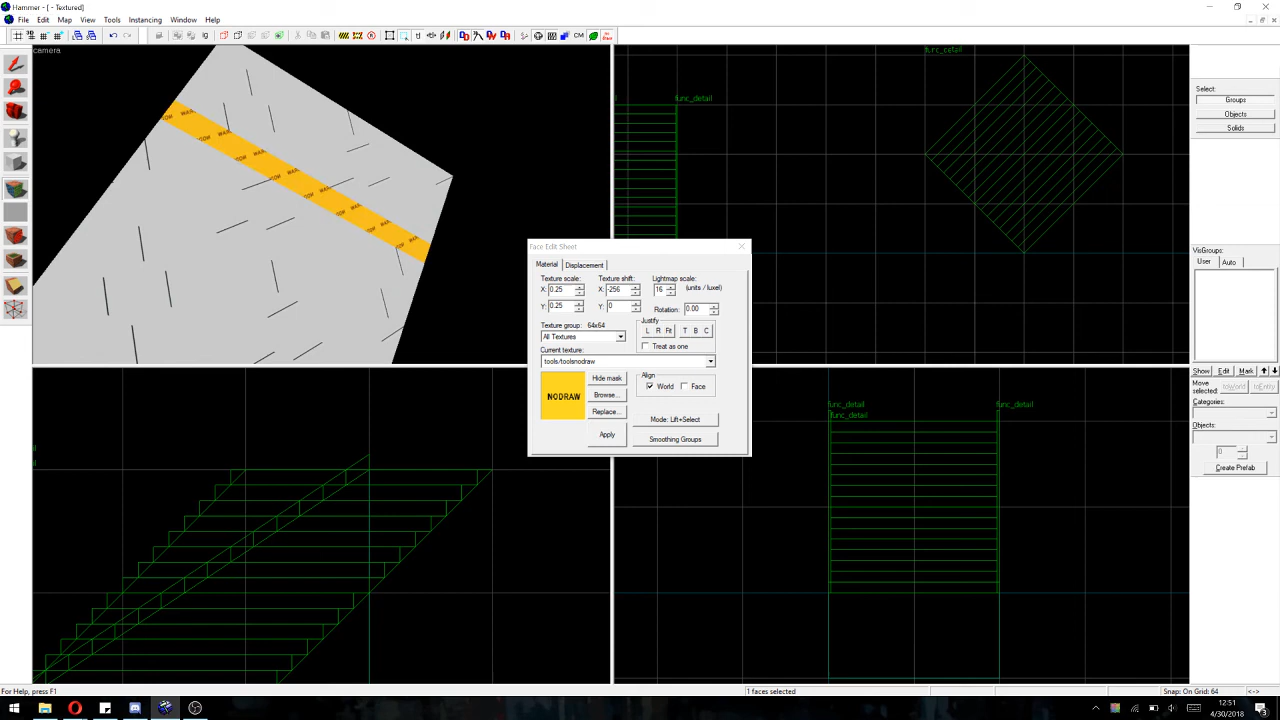 Hammer - [ - Textured]
File Edit Map View Tools Instancing Window Help
camera
func_detail
func_detail
Select:
Groups
Objects
Solids
VisGroups:
User Auto
Show Edit Mark
Move selected: toWorld toEntity
Categories:
Objects:
0
Create Prefab
Face Edit Sheet
Material Displacement
Texture scale: Texture shift: Lightmap scale:
X: 0.25 X: -256 16 (units / luxel)
Y: 0.25 Y: 0 Rotation: 0.00
Texture group: 64x64 Justify
All Textures L R Fit T B C
Treat as one
Current texture:
tools/toolsnodraw
NODRAW
Hide mask
Browse...
Replace...
Apply
Align
World Face
Mode: Lift+Select
Smoothing Groups
func_detail
func_detail
func_detail
For Help, press F1 1 faces selected Snap: On Grid: 64 <->
12:51
4/30/2018
3